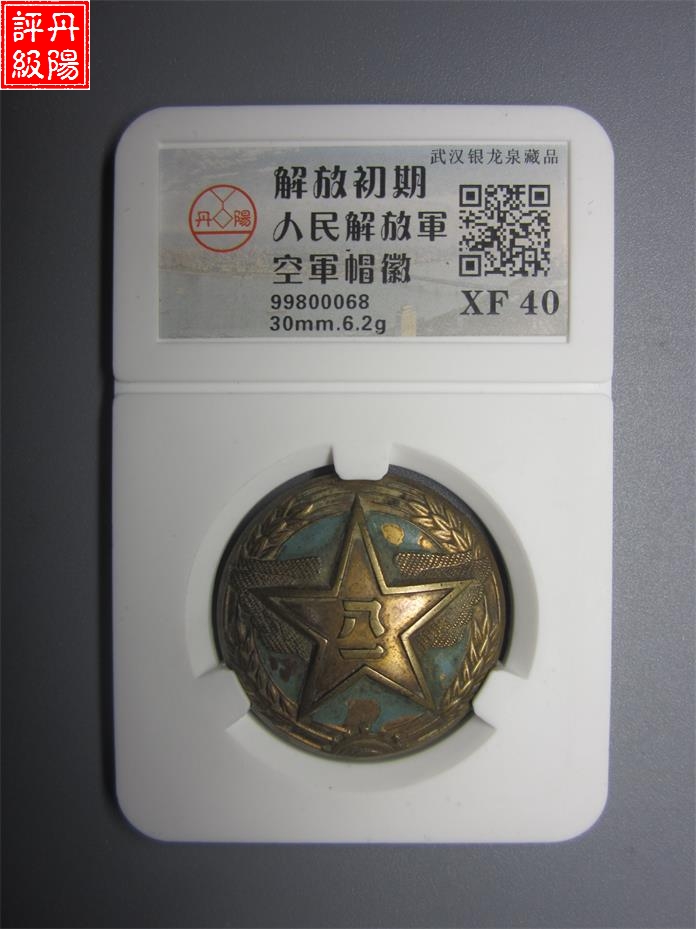 丹陽
評級
武汉银龙泉藏品
丹陽
解放初期
人民解放軍
空軍帽徽
99800068
30mm.6.2g
XF 40
八一